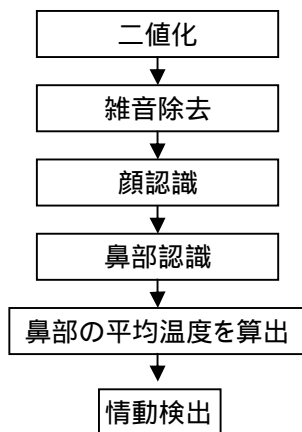 二値化
雑音除去
顔認識
鼻部認識
鼻部の平均温度を算出
情動検出